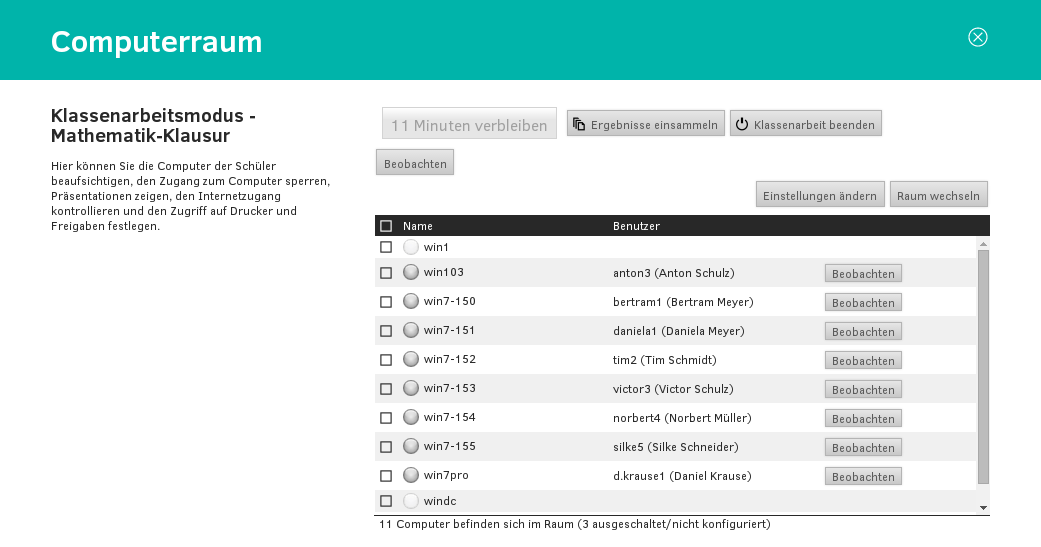 Computerraum
Klassenarbeitsmodus -
Mathematik-Klausur
Hier können Sie die Computer der Schüler
beaufsichtigen, den Zugang zum Computer sperren,
Präsentationen zeigen, den Internetzugang
kontrollieren und den Zugriff auf Drucker und
Freigaben festlegen.
11 Minuten verbleiben Ergebnisse einsammeln Klassenarbeit beenden
Beobachten
Einstellungen ändern Raum wechseln
Name Benutzer
win1
win103 anton3 (Anton Schulz) Beobachten
win7-150 bertram1 (Bertram Meyer) Beobachten
win7-151 daniela1 (Daniela Meyer) Beobachten
win7-152 tim2 (Tim Schmidt) Beobachten
win7-153 victor3 (Victor Schulz) Beobachten
win7-154 norbert4 (Norbert Müller) Beobachten
win7-155 silke5 (Silke Schneider) Beobachten
win7pro d.krause1 (Daniel Krause) Beobachten
windc
11 Computer befinden sich im Raum (3 ausgeschaltet/nicht konfiguriert)